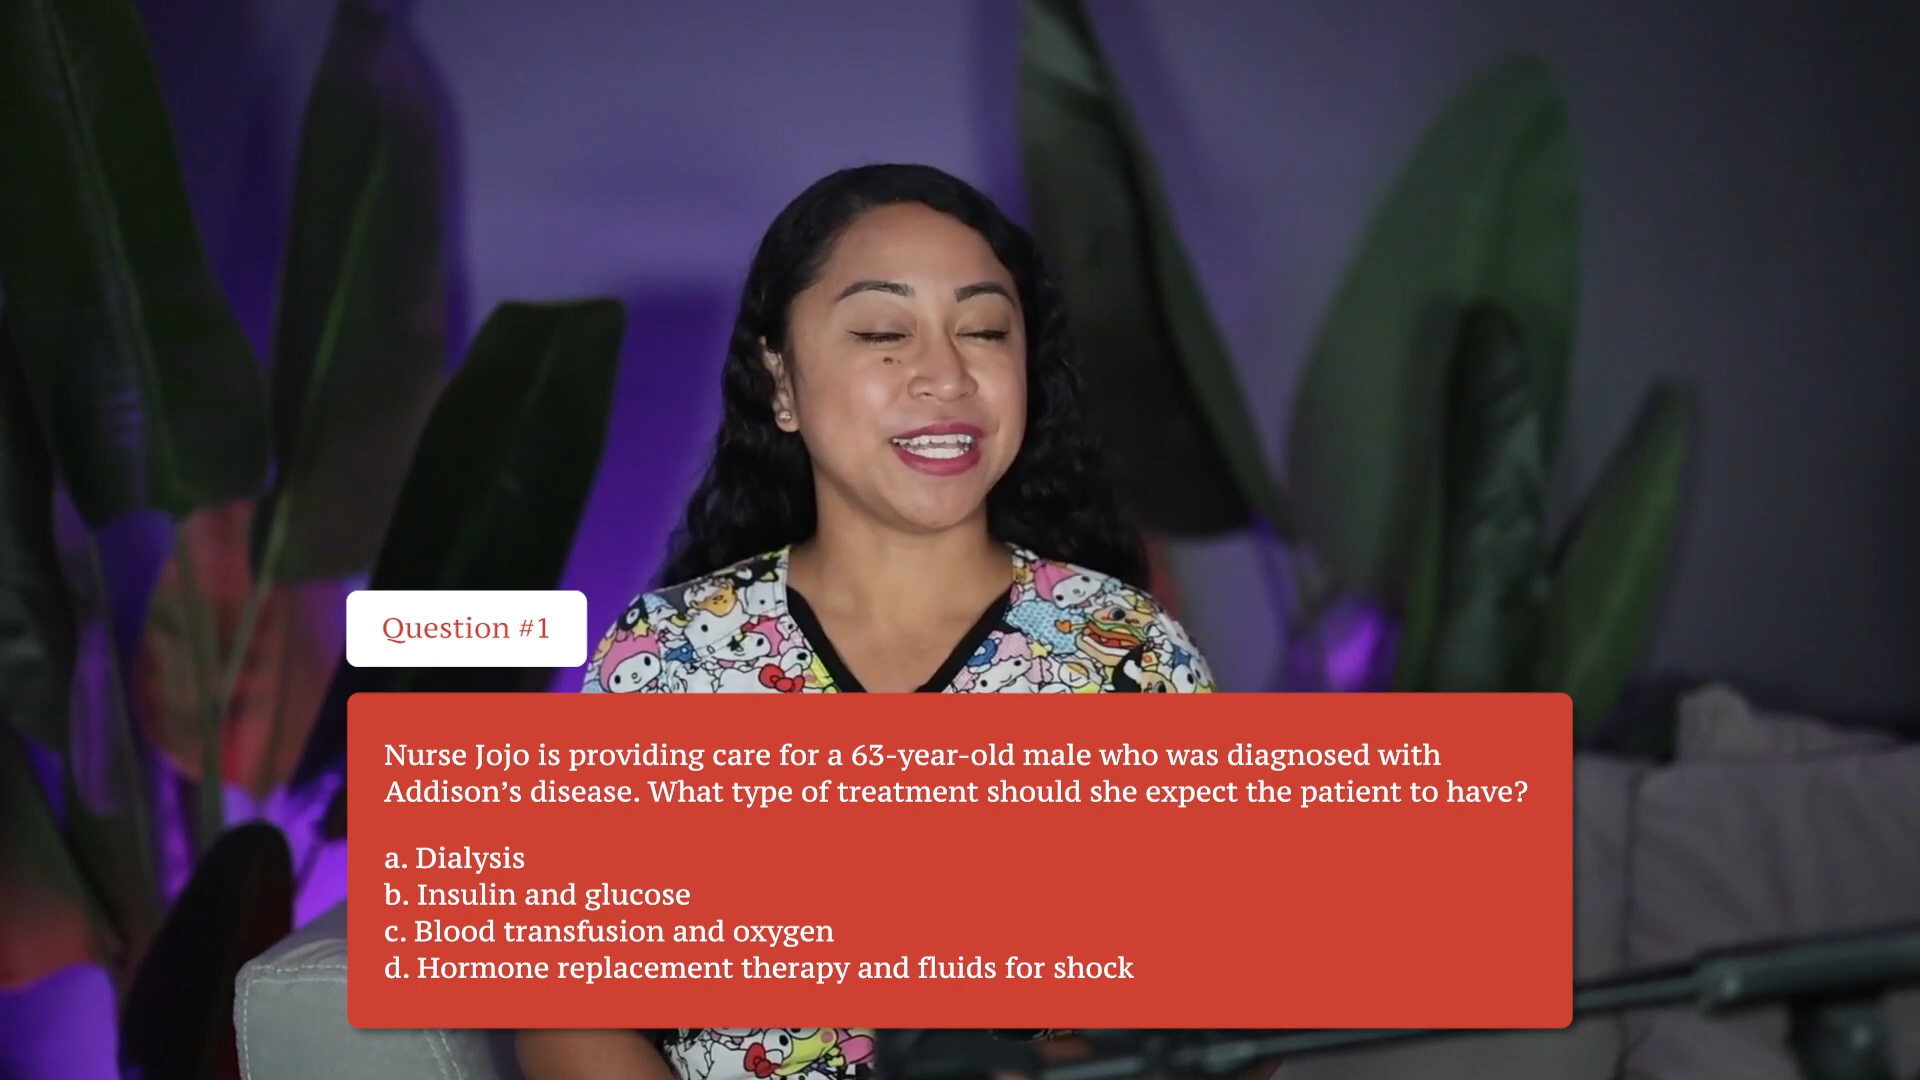 Question #1
Nurse Jojo is providing care for a 63-year-old male who was diagnosed with
Addison’s disease. What type of treatment should she expect the patient to have?
a. Dialysis
b. Insulin and glucose
c. Blood transfusion and oxygen
d. Hormone replacement therapy and fluids for shock